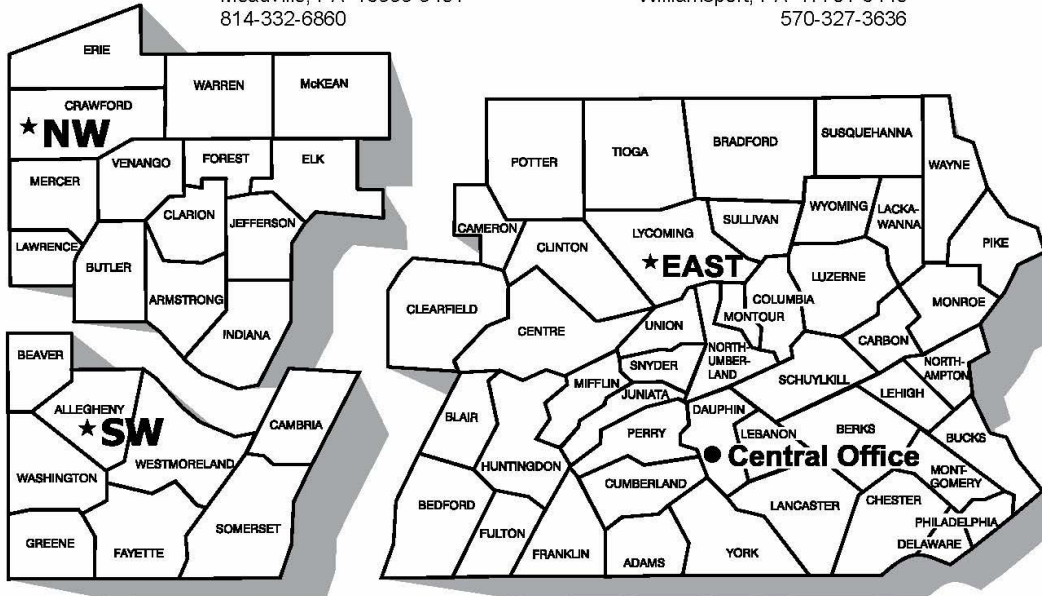 814-332-6860
570-327-3636
ERIE
WARREN
McKEAN
CRAWFORD
NW
VENANGO
FOREST
ELK
MERCER
CLARION
JEFFERSON
LAWRENCE
BUTLER
ARMSTRONG
INDIANA
BEAVER
ALLEGHENY
SW
CAMBRIA
WASHINGTON
WESTMORELAND
SOMERSET
GREENE
FAYETTE
POTTER
TIOGA
BRADFORD
SUSQUEHANNA
WAYNE
CAMERON
CLINTON
LYCOMING
SULLIVAN
WYOMING
LACKA-
WANNA
PIKE
EAST
LUZERNE
CLEARFIELD
CENTRE
COLUMBIA
MONROE
UNION
MONTOUR
CARBON
SNYDER
NORTH-
UMBER-
LAND
NORTH-
AMPTON
MIFFLIN
JUNIATA
SCHUYLKILL
LEHIGH
BLAIR
PERRY
DAUPHIN
LEBANON
BERKS
BUCKS
HUNTINGDON
Central Office
CUMBERLAND
MONT-
GOMERY
BEDFORD
LANCASTER
CHESTER
PHILADELPHIA
FULTON
FRANKLIN
ADAMS
YORK
DELAWARE